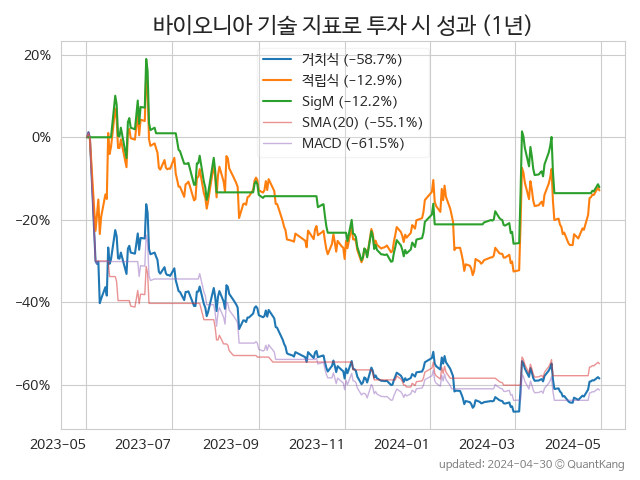 바이오니아 기술 지표로 투자 시 성과 (1년)
거치식 (−58.7%)
적립식 (−12.9%)
SigM (−12.2%)
SMA(20) (−55.1%)
MACD (−61.5%)
20%
0%
−20%
−40%
−60%
2023-05 2023-07 2023-09 2023-11 2024-01 2024-03 2024-05
updated: 2024-04-30 © QuantKang